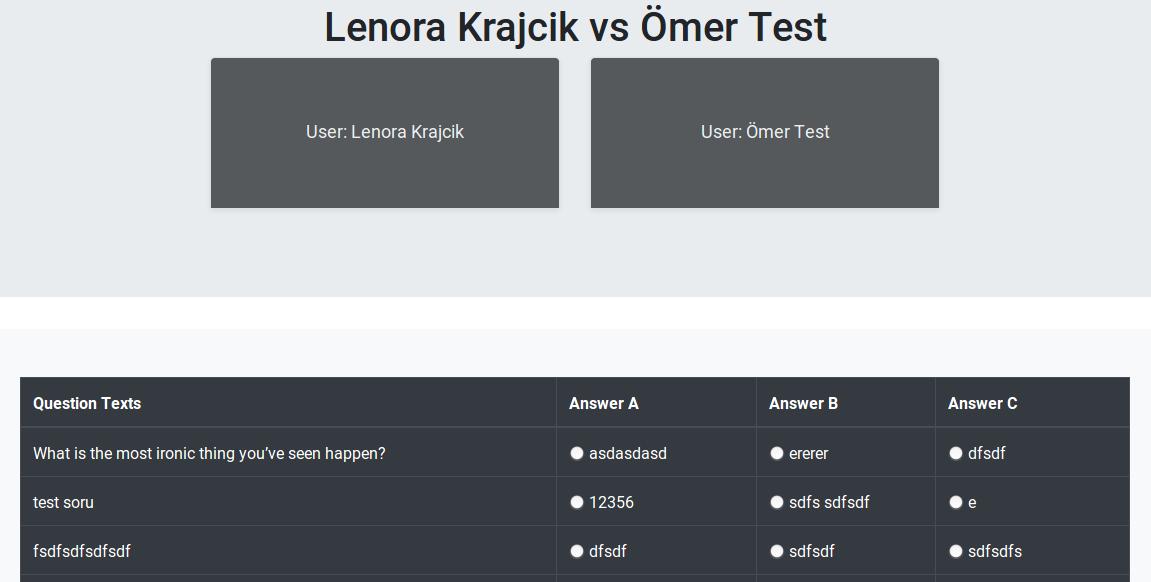 Lenora Krajcik vs Ömer Test
User: Lenora Krajcik
User: Ömer Test
Question Texts Answer A Answer B Answer C
What is the most ironic thing you’ve seen happen? asdasdasd ererer dfsdf
test soru 12356 sdfs sdfsdf e
fsdfsdfsdfsdf dfsdf sdfsdf sdfsdfs